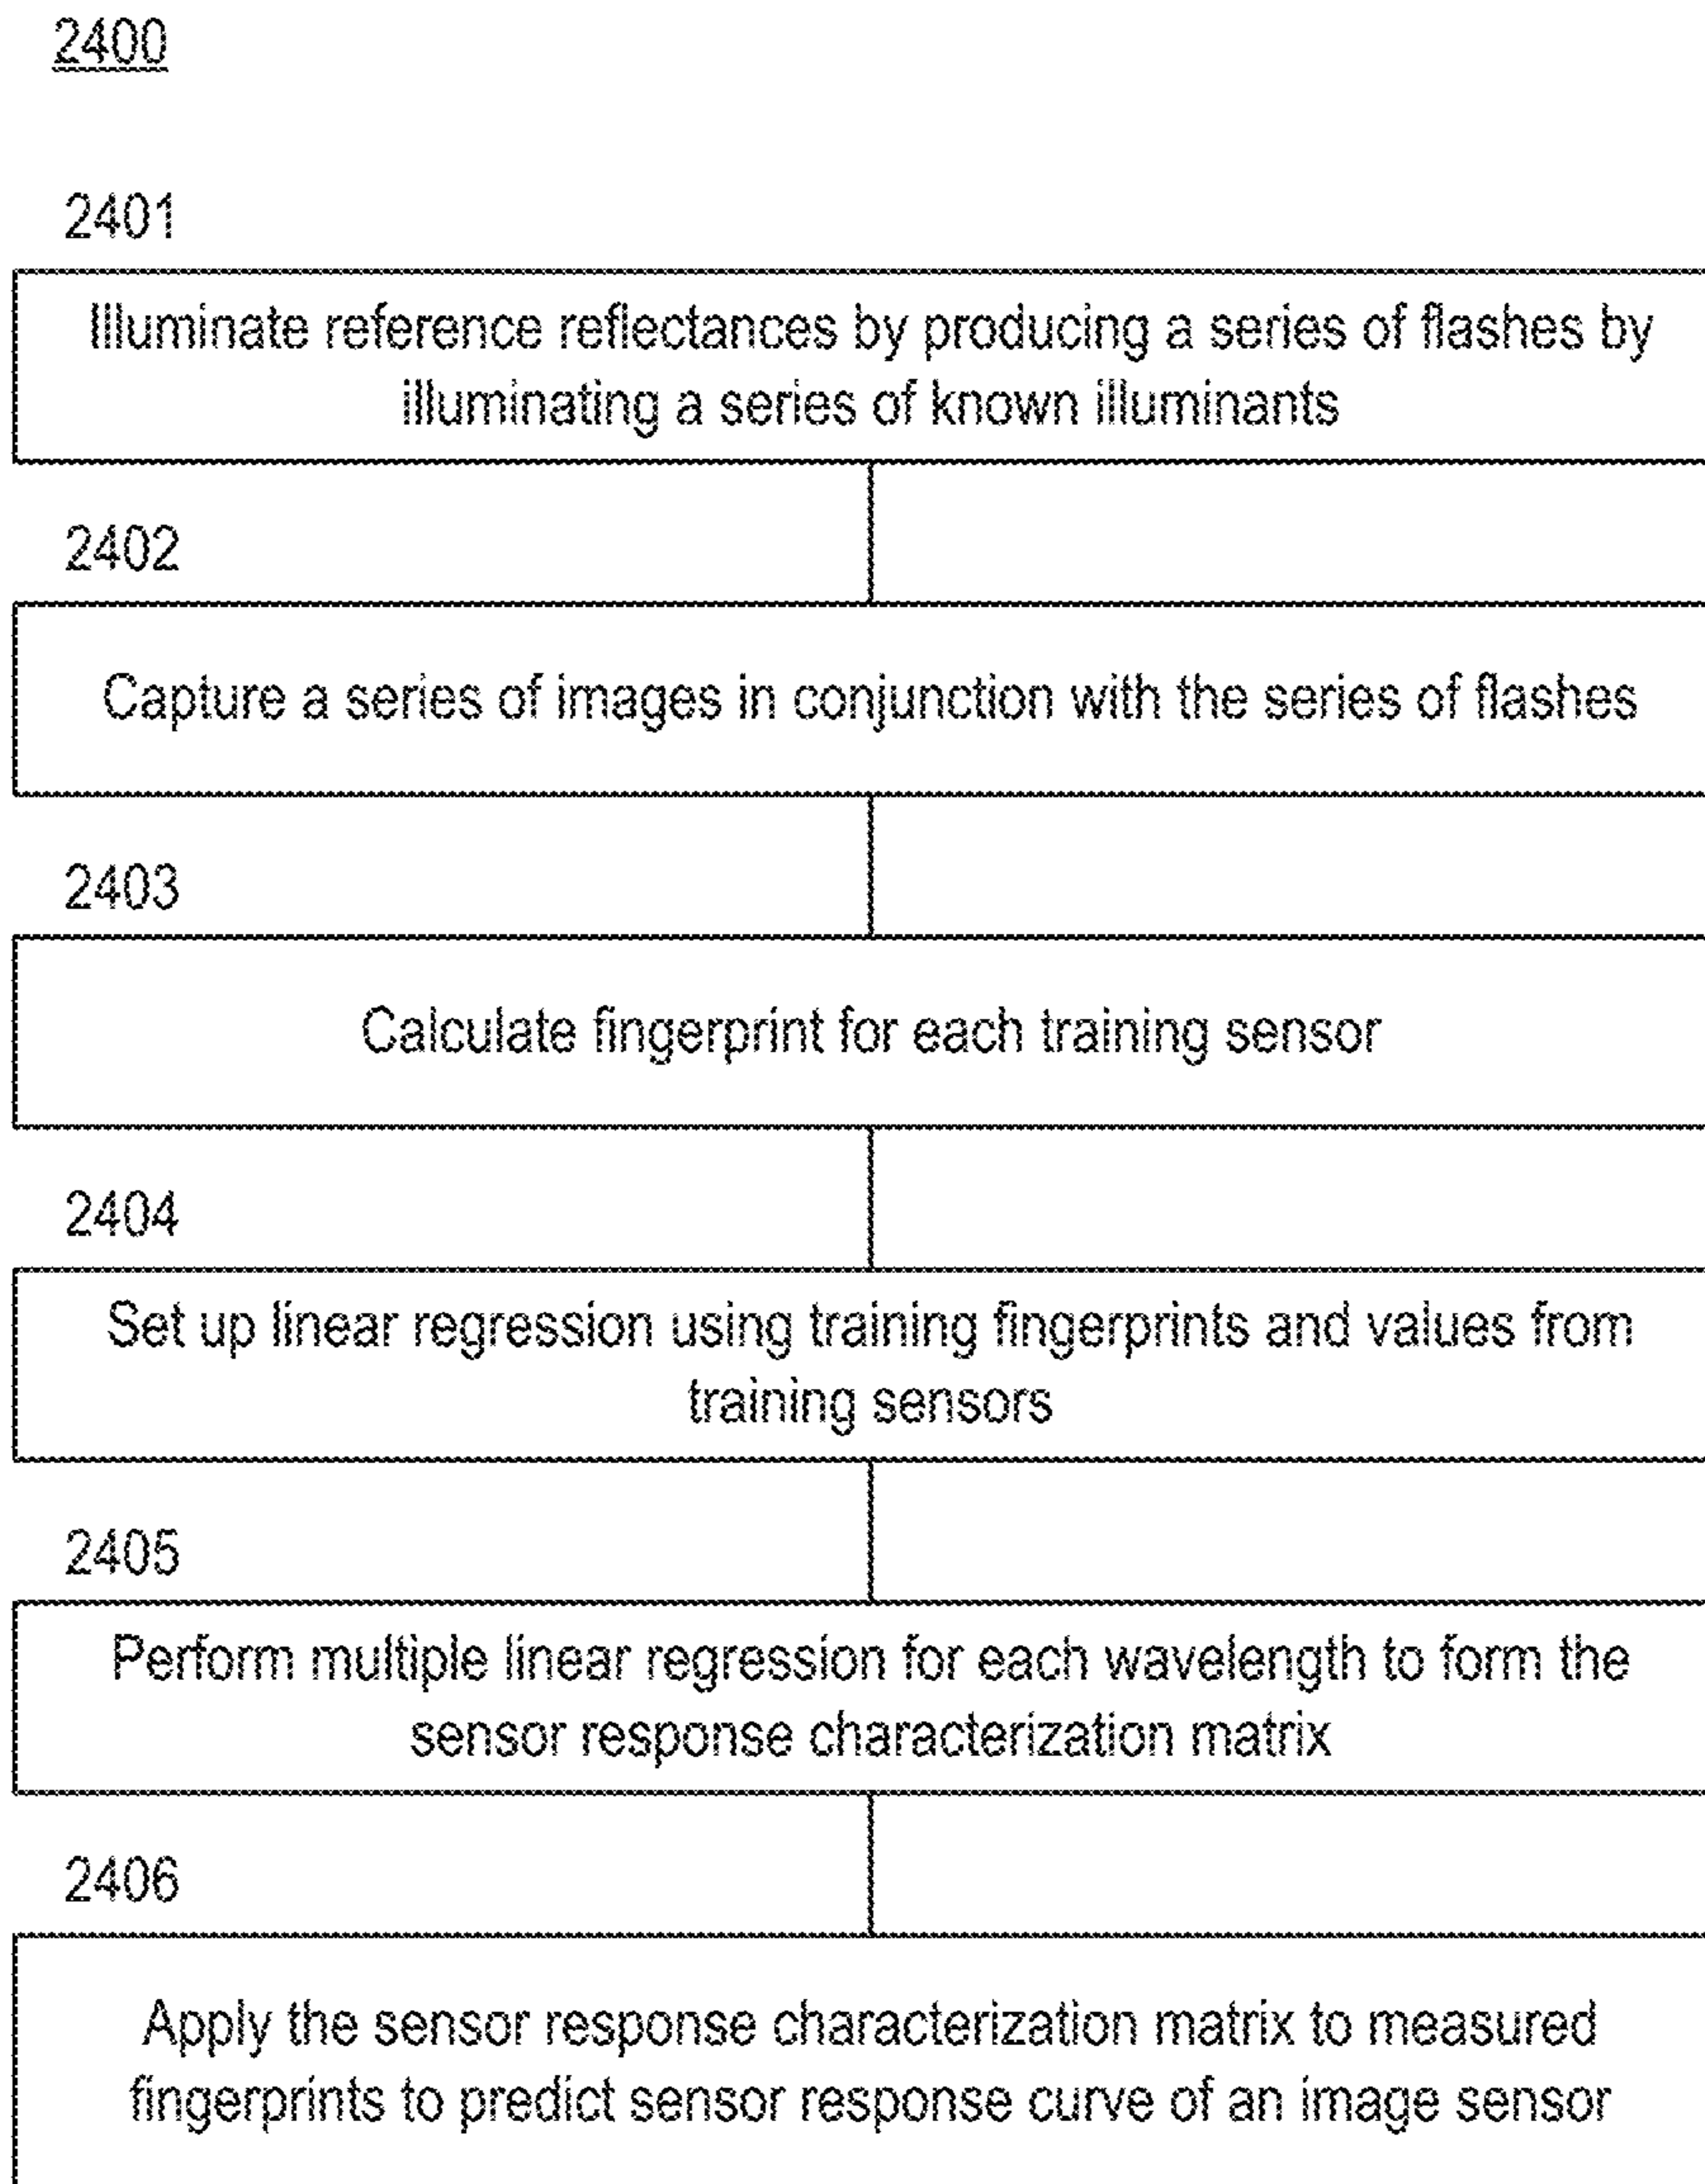 2400
2401
Illuminate reference reflectances by producing a series of flashes by
illuminating a series of known illuminants
2402
Capture a series of images in conjunction with the series of flashes
2403
Calculate fingerprint for each training sensor
2404
Set up linear regression using training fingerprints and values from
training sensors
2405
Perform multiple linear regression for each wavelength to form the
sensor response characterization matrix
2406
Apply the sensor response characterization matrix to measured
fingerprints to predict sensor response curve of an image sensor